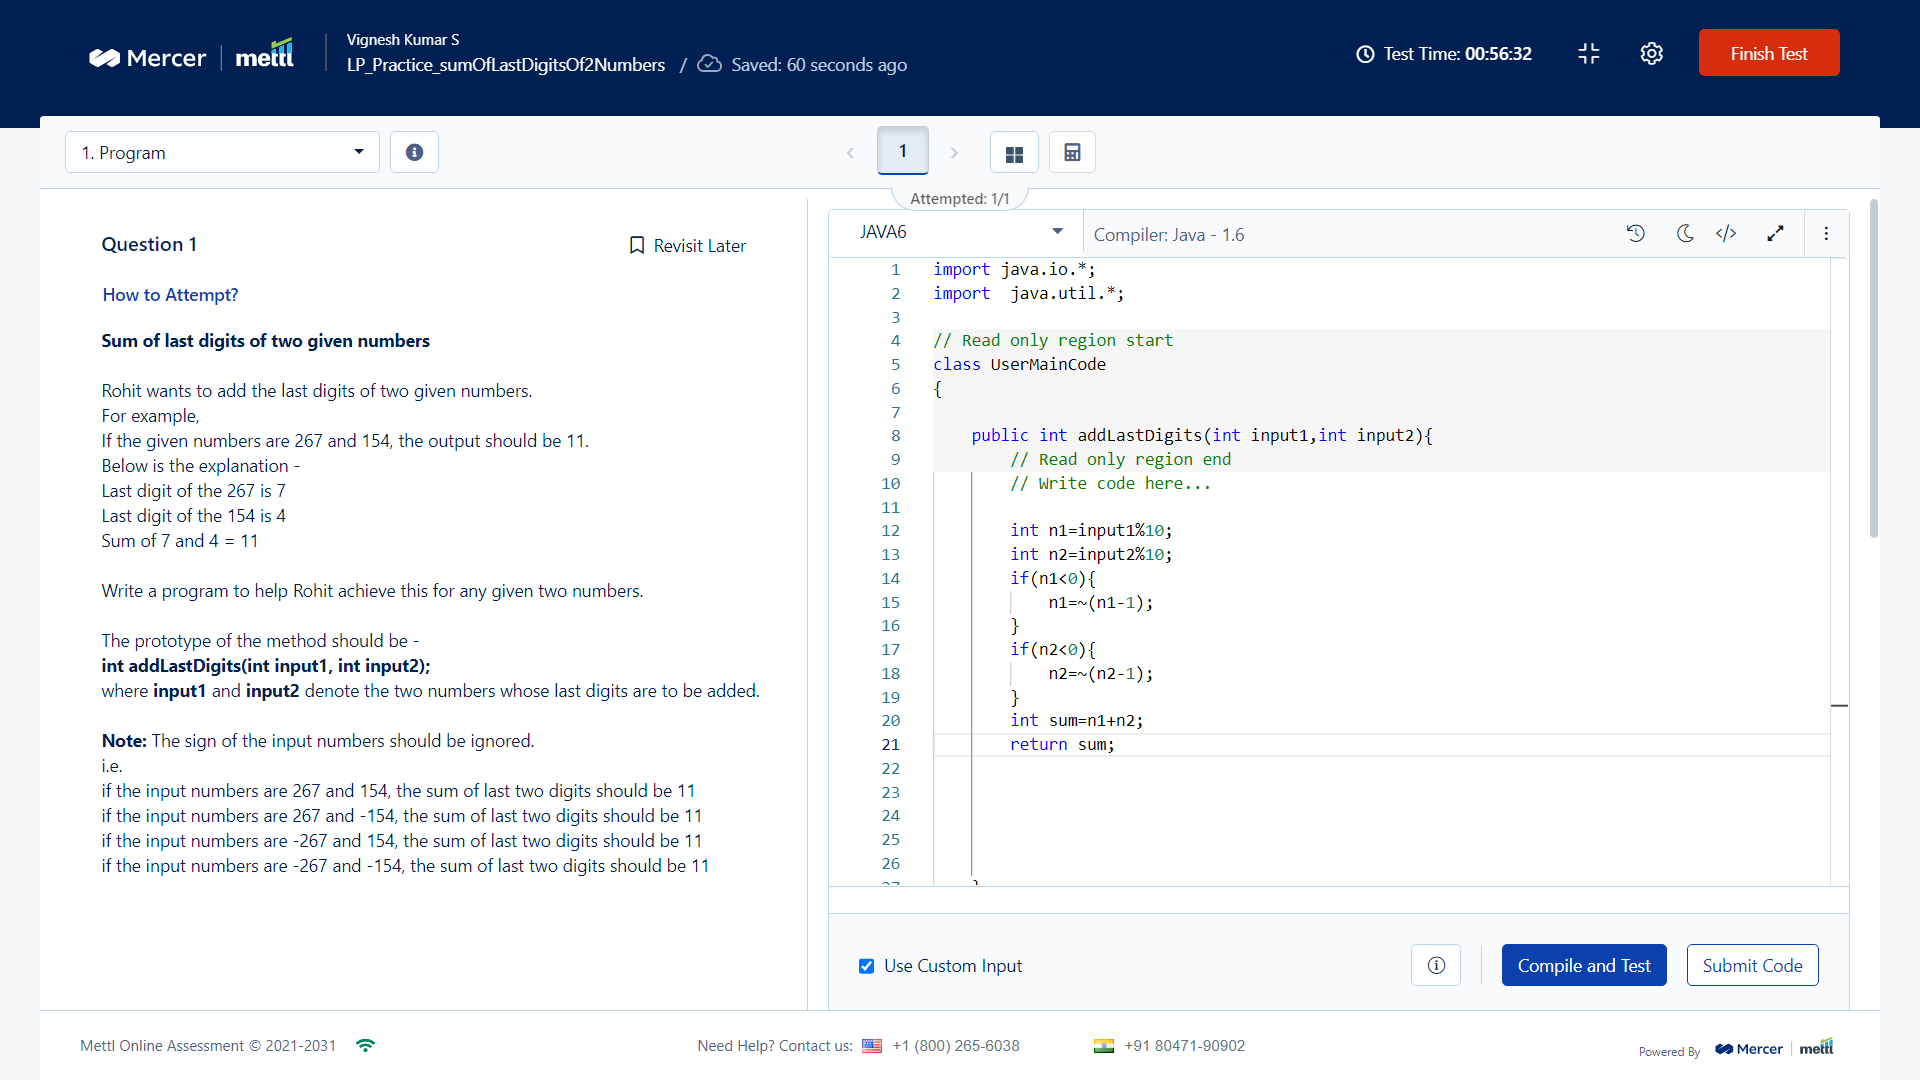 Mercer mettl
Vignesh Kumar S
LP_Practice_sumOfLastDigitsOf2Numbers / Saved: 60 seconds ago
Test Time: 00:56:32
Finish Test
1. Program
1
Attempted: 1/1
Question 1
Revisit Later
How to Attempt?
Sum of last digits of two given numbers
Rohit wants to add the last digits of two given numbers.
For example,
If the given numbers are 267 and 154, the output should be 11.
Below is the explanation -
Last digit of the 267 is 7
Last digit of the 154 is 4
Sum of 7 and 4 = 11
Write a program to help Rohit achieve this for any given two numbers.
The prototype of the method should be -
int addLastDigits(int input1, int input2);
where input1 and input2 denote the two numbers whose last digits are to be added.
Note: The sign of the input numbers should be ignored.
i.e.
if the input numbers are 267 and 154, the sum of last two digits should be 11
if the input numbers are 267 and -154, the sum of last two digits should be 11
if the input numbers are -267 and 154, the sum of last two digits should be 11
if the input numbers are -267 and -154, the sum of last two digits should be 11
JAVA6
Compiler: Java - 1.6
1 import java.io.*;
2 import  java.util.*;
3
4 // Read only region start
5 class UserMainCode
6 {
7
8     public int addLastDigits(int input1,int input2){
9         // Read only region end
10         // Write code here...
11
12         int n1=input1%10;
13         int n2=input2%10;
14         if(n1<0){
15             n1=~(n1-1);
16         }
17         if(n2<0){
18             n2=~(n2-1);
19         }
20         int sum=n1+n2;
21         return sum;
22
23
24
25
26
27     }
Use Custom Input
Compile and Test
Submit Code
Mettl Online Assessment © 2021-2031
Need Help? Contact us: +1 (800) 265-6038
+91 80471-90902
Powered By Mercer mettl